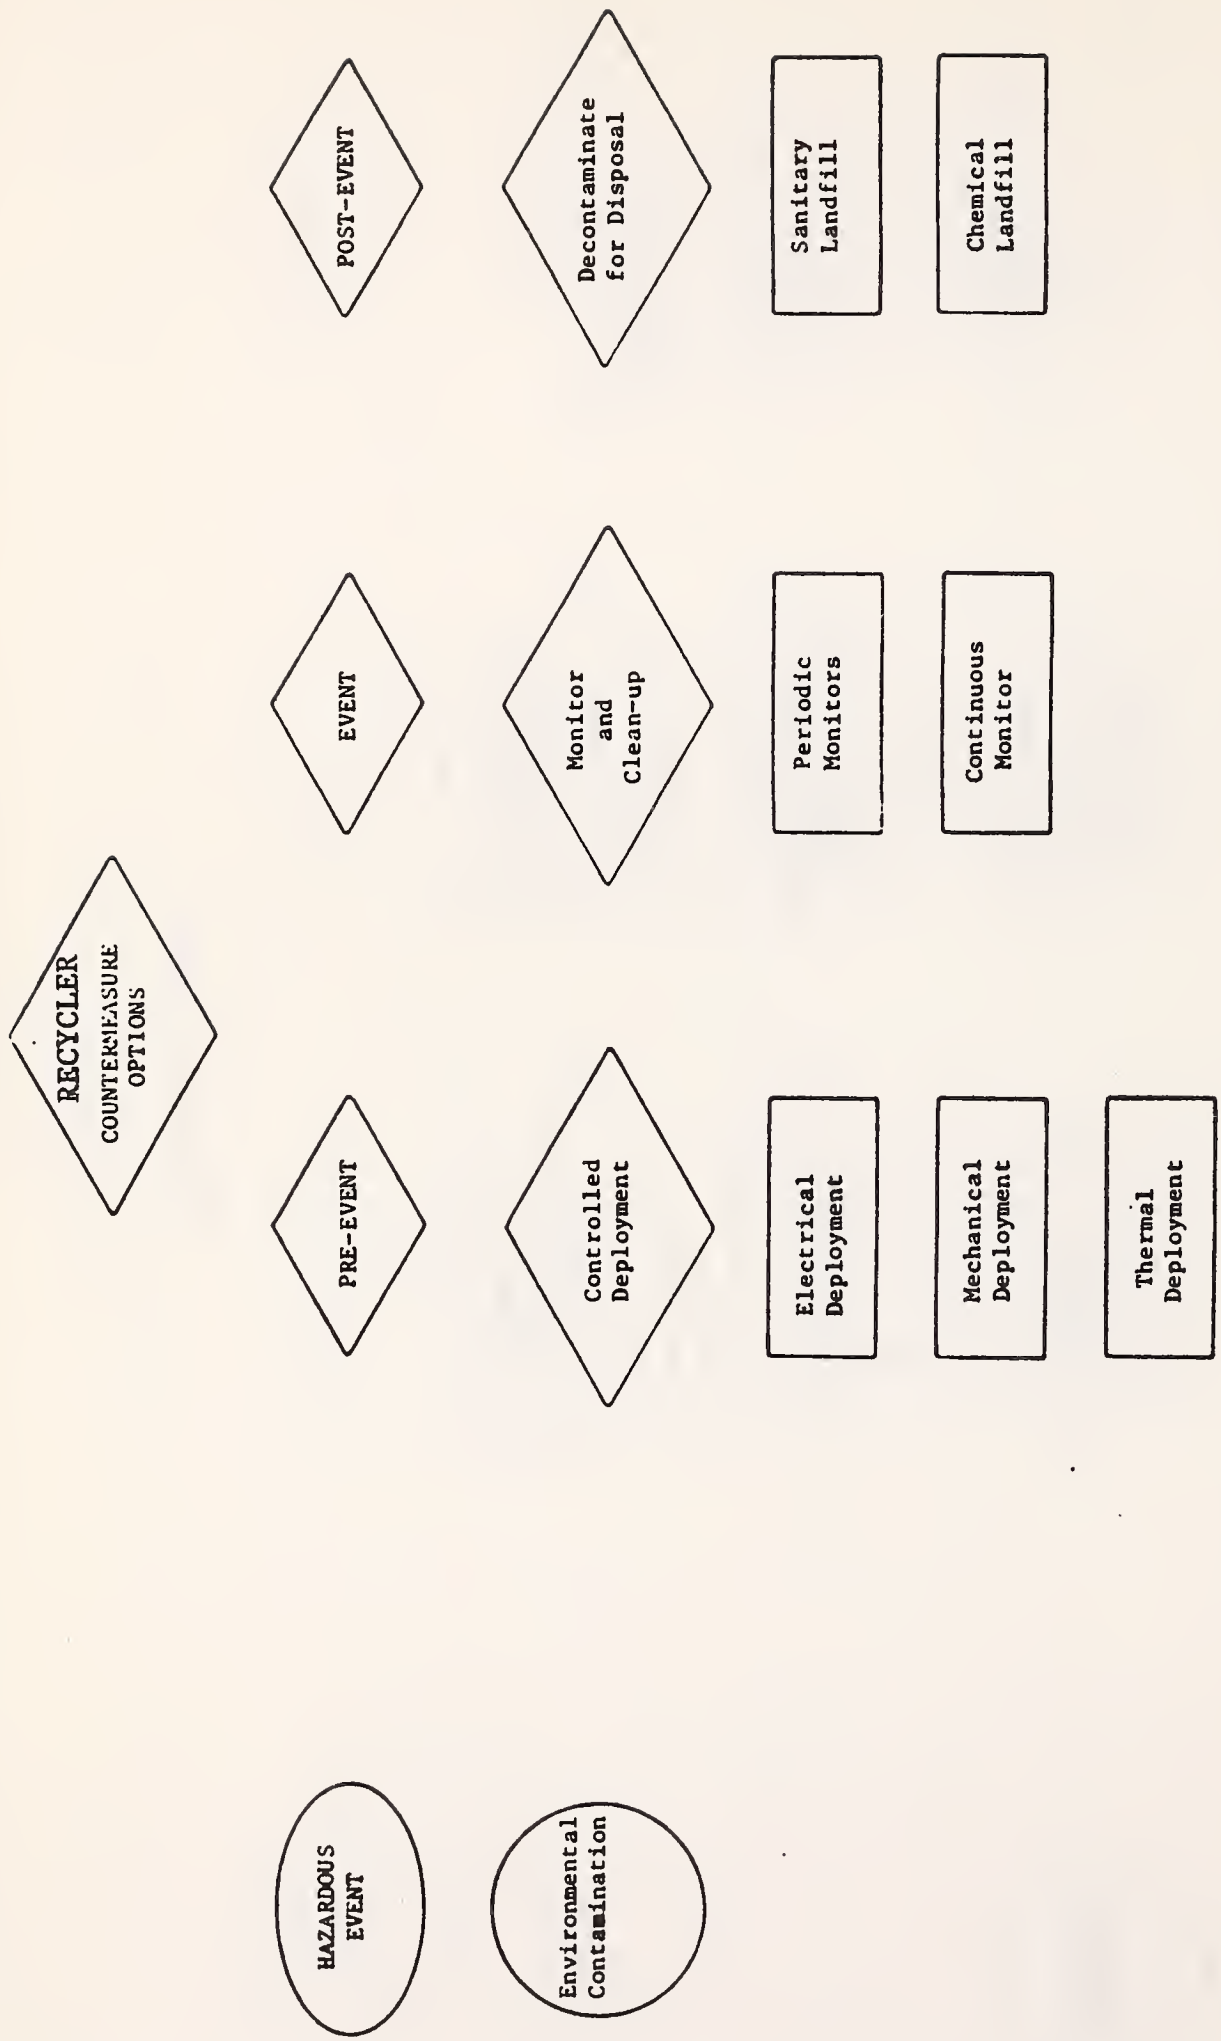 RECYCLER
COUNTERMEASURE
OPTIONS
HAZARDOUS
EVENT
PRE-EVENT
EVENT
POST-EVENT
Environmental
Contamination
Controlled
Deployment
Monitor
and
Clean-up
Decontaminate
for Disposal
Electrical
Deployment
Periodic
Monitors
Sanitary
Landfill
Mechanical
Deployment
Continuous
Monitor
Chemical
Landfill
Thermal
Deployment